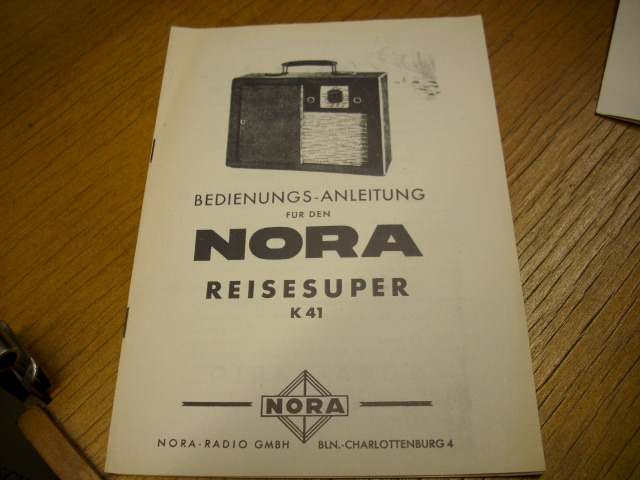 BEDIENUNGS-ANLEITUNG
FÜR DEN
NORA
REISESUPER
K 41
NORA
NORA-RADIO GMBH BLN.-CHARLOTTENBURG 4